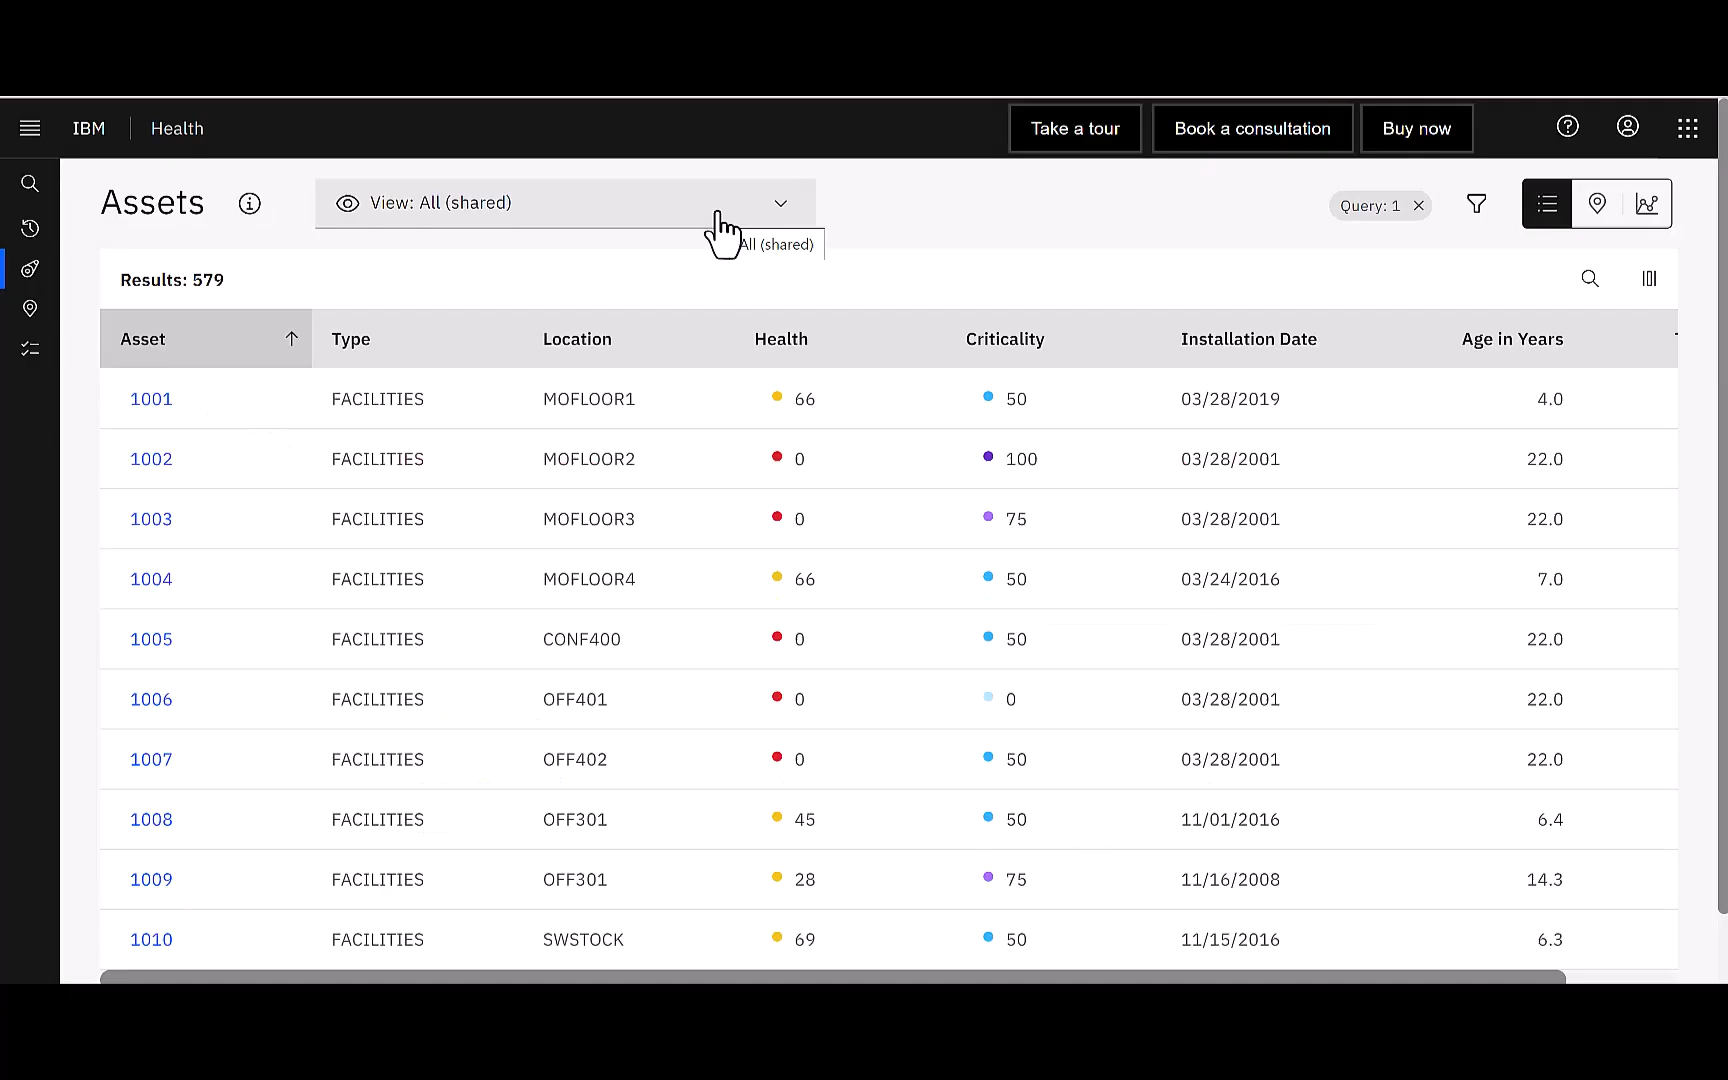 IBM Health Take a tour Book a consultation Buy now
Assets View: All (shared) Query: 1
All (shared)
Results: 579
Asset Type Location Health Criticality Installation Date Age in Years
1001 FACILITIES MOFLOOR1 66 50 03/28/2019 4.0
1002 FACILITIES MOFLOOR2 0 100 03/28/2001 22.0
1003 FACILITIES MOFLOOR3 0 75 03/28/2001 22.0
1004 FACILITIES MOFLOOR4 66 50 03/24/2016 7.0
1005 FACILITIES CONF400 0 50 03/28/2001 22.0
1006 FACILITIES OFF401 0 0 03/28/2001 22.0
1007 FACILITIES OFF402 0 50 03/28/2001 22.0
1008 FACILITIES OFF301 45 50 11/01/2016 6.4
1009 FACILITIES OFF301 28 75 11/16/2008 14.3
1010 FACILITIES SWSTOCK 69 50 11/15/2016 6.3